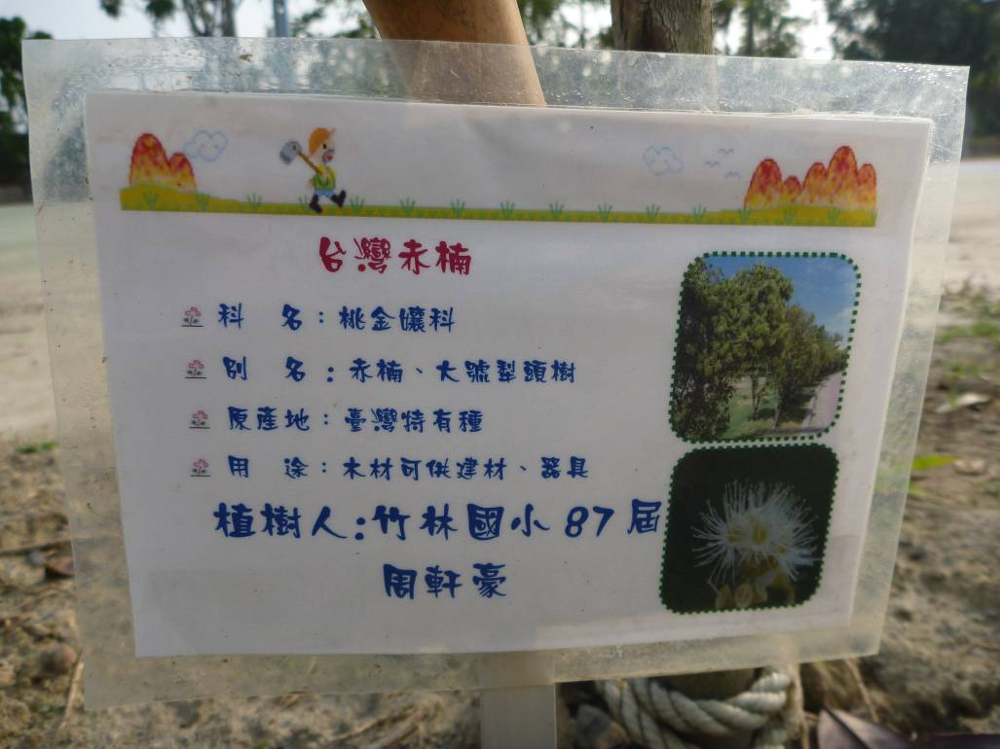 台灣赤楠
科 名：桃金孃科
別 名：赤楠、大號犁頭樹
原產地：臺灣特有種
用 途：木材可供建材、器具
植樹人:竹林國小87屆
周軒豪